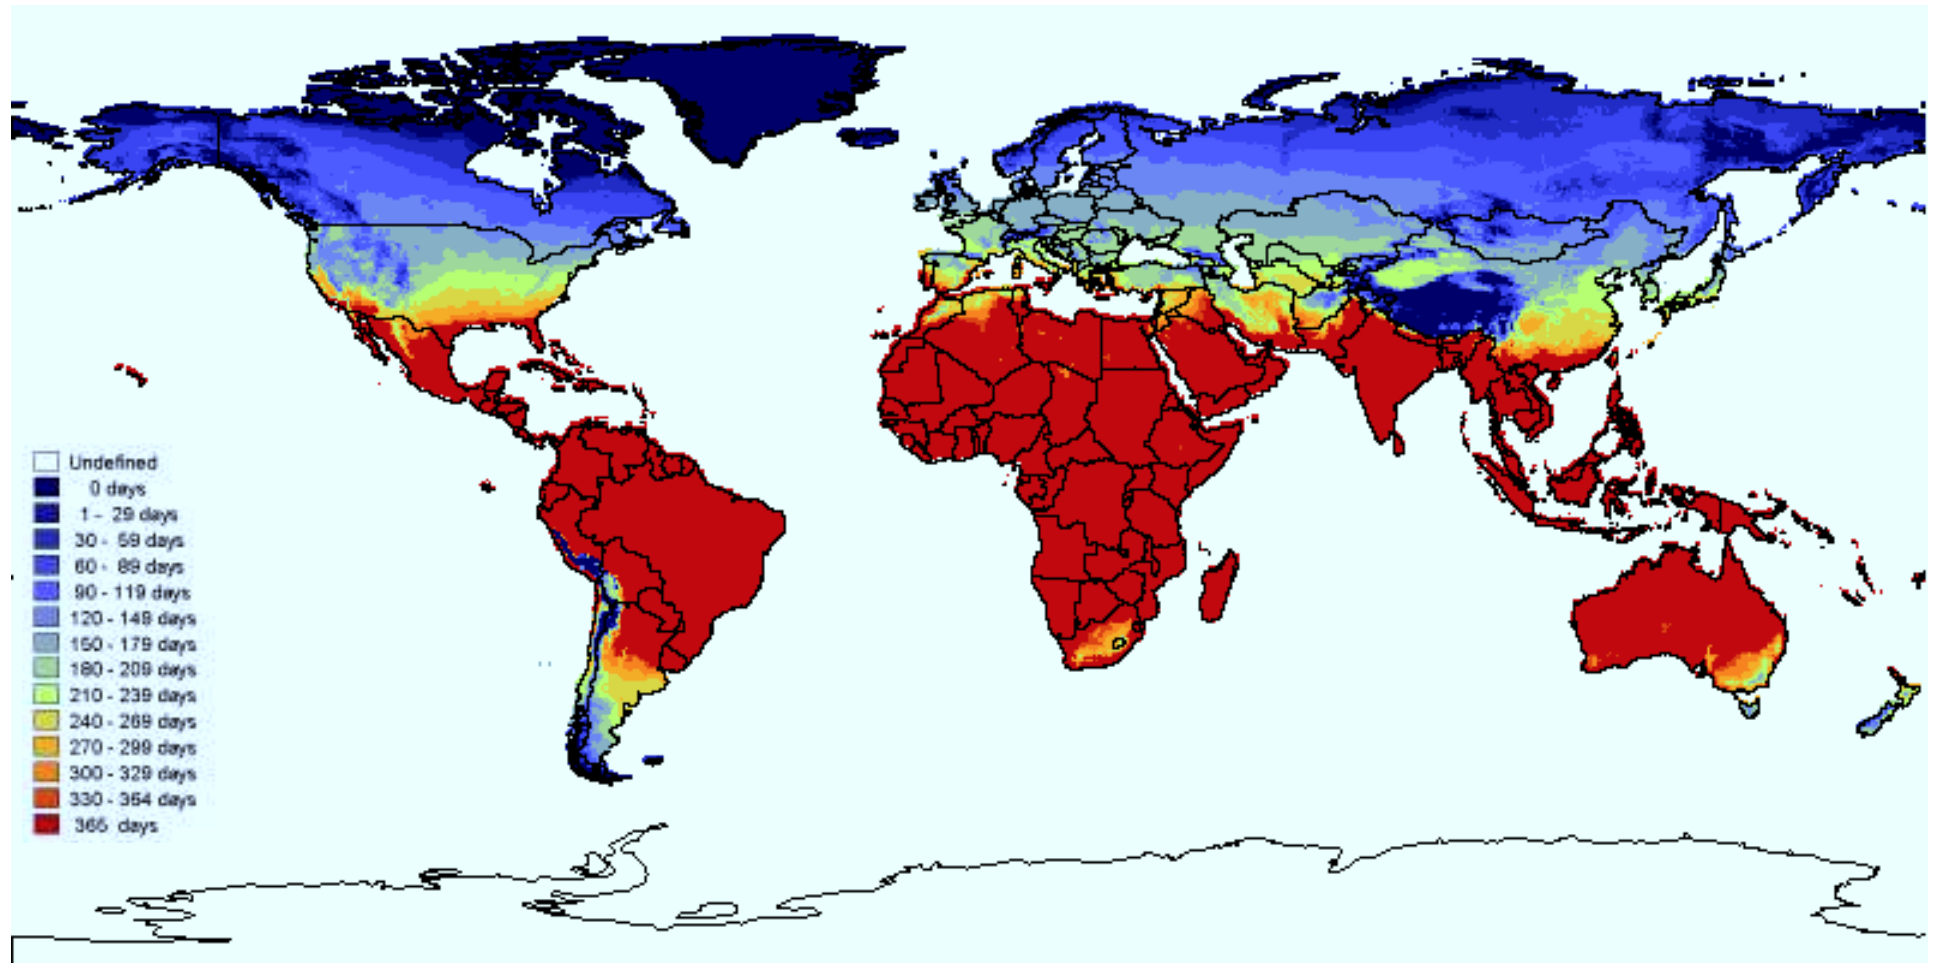 Undefined
0 days
1 - 29 days
30 - 59 days
60 - 89 days
90 - 119 days
120 - 149 days
150 - 179 days
180 - 209 days
210 - 239 days
240 - 269 days
270 - 299 days
300 - 329 days
330 - 364 days
365 days